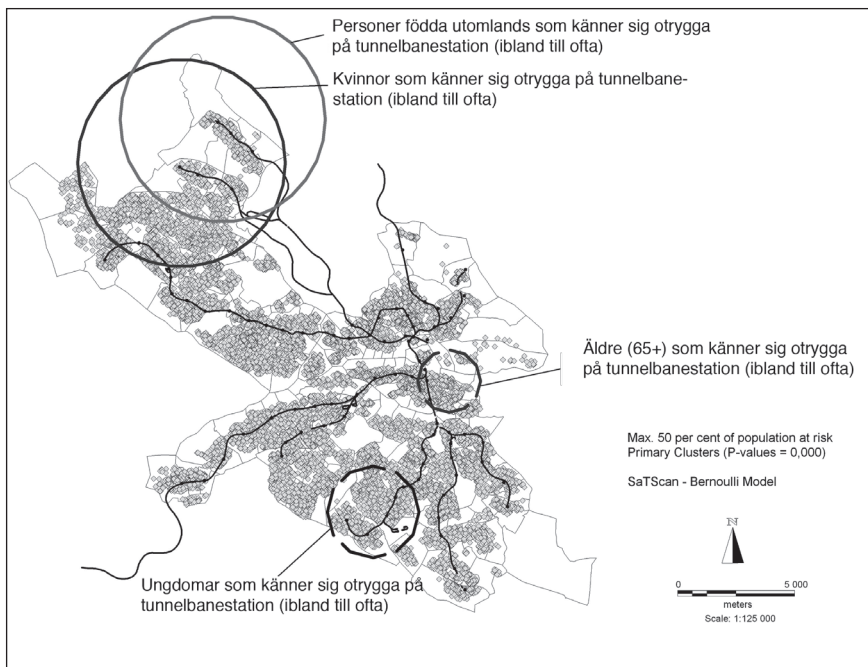 Personer födda utomlands som känner sig otrygga
på tunnelbanestation (ibland till ofta)
Kvinnor som känner sig otrygga på tunnelbane-
station (ibland till ofta)
Äldre (65+) som känner sig otrygga
på tunnelbanestation (ibland till ofta)
Max. 50 per cent of population at risk
Primary Clusters (P-values = 0,000)
SaTScan - Bernoulli Model
N
0 5 000
meters
Scale: 1:125 000
Ungdomar som känner sig otrygga på
tunnelbanestation (ibland till ofta)